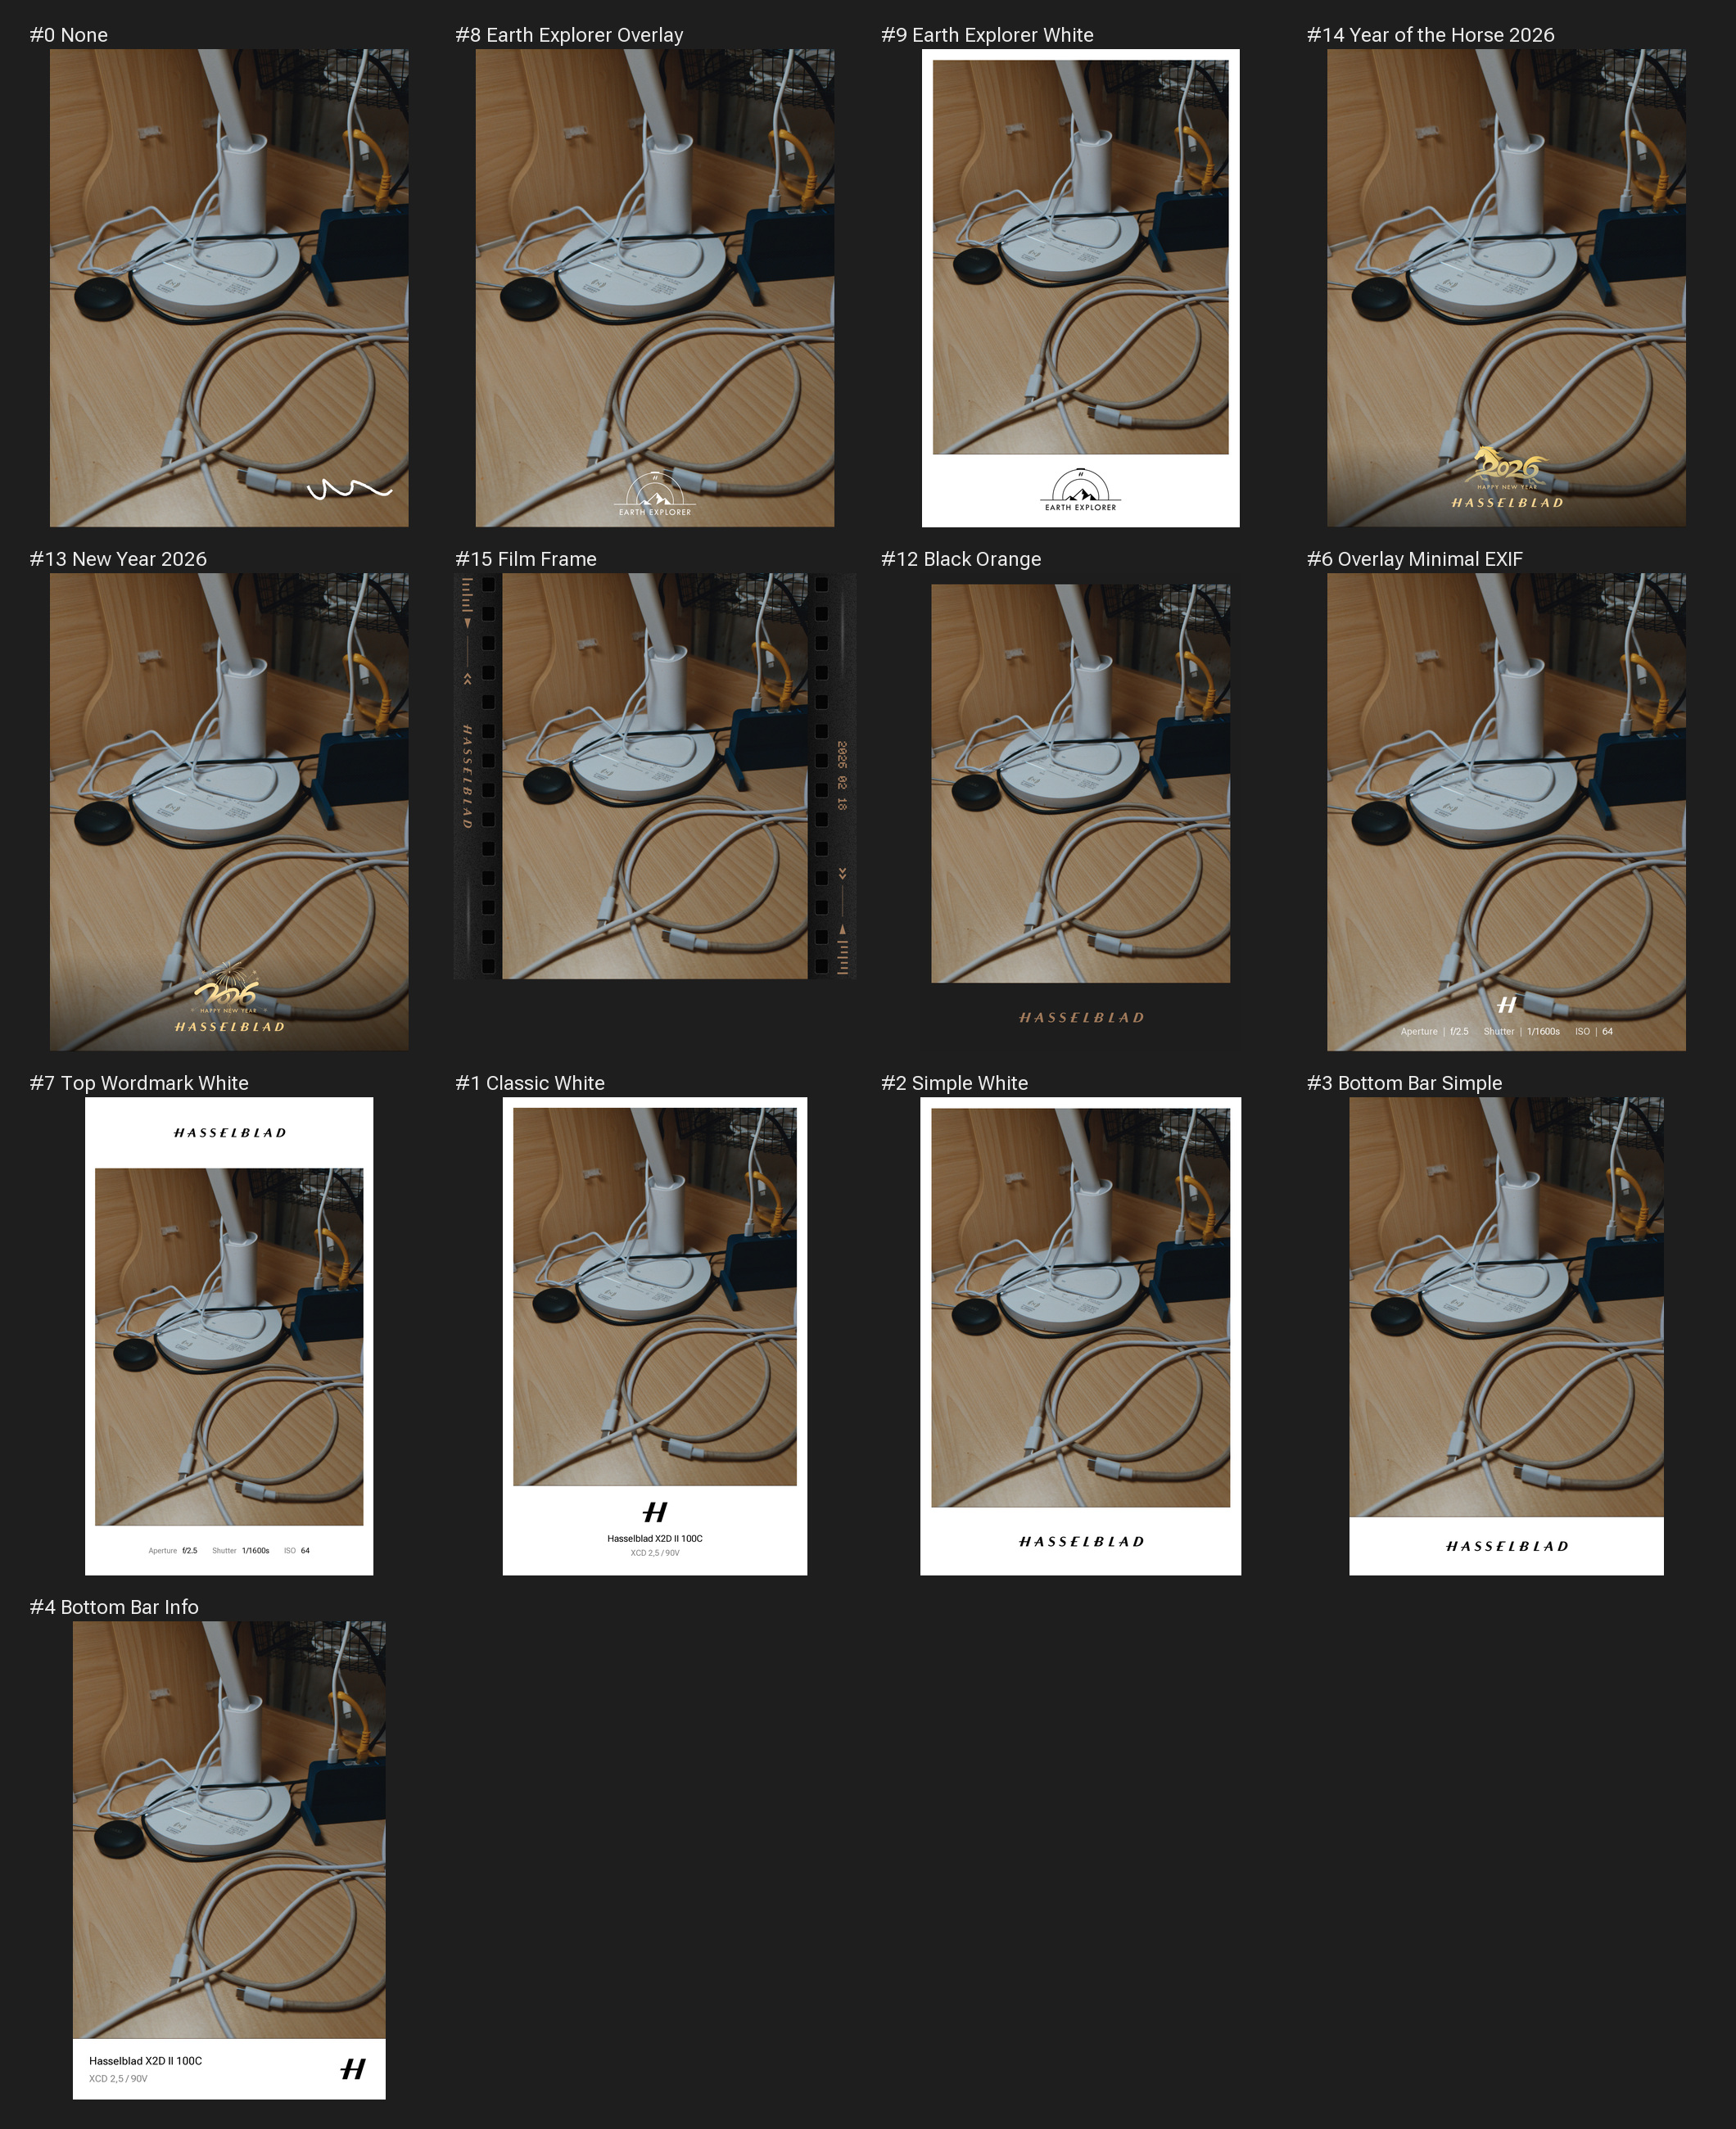 #0 None
#8 Earth Explorer Overlay
#9 Earth Explorer White
#14 Year of the Horse 2026
EARTH EXPLORER
EARTH EXPLORER
2026
HAPPY NEW YEAR
HASSELBLAD
#13 New Year 2026
#15 Film Frame
#12 Black Orange
#6 Overlay Minimal EXIF
2026
HAPPY NEW YEAR
HASSELBLAD
HASSELBLAD
2026 02 18
HASSELBLAD
H
Aperture | f/2.5 Shutter | 1/1600s ISO | 64
#7 Top Wordmark White
#1 Classic White
#2 Simple White
#3 Bottom Bar Simple
HASSELBLAD
Aperture f/2.5 Shutter 1/1600s ISO 64
H
Hasselblad X2D II 100C
XCD 2,5 / 90V
HASSELBLAD
HASSELBLAD
#4 Bottom Bar Info
Hasselblad X2D II 100C
XCD 2,5 / 90V
H